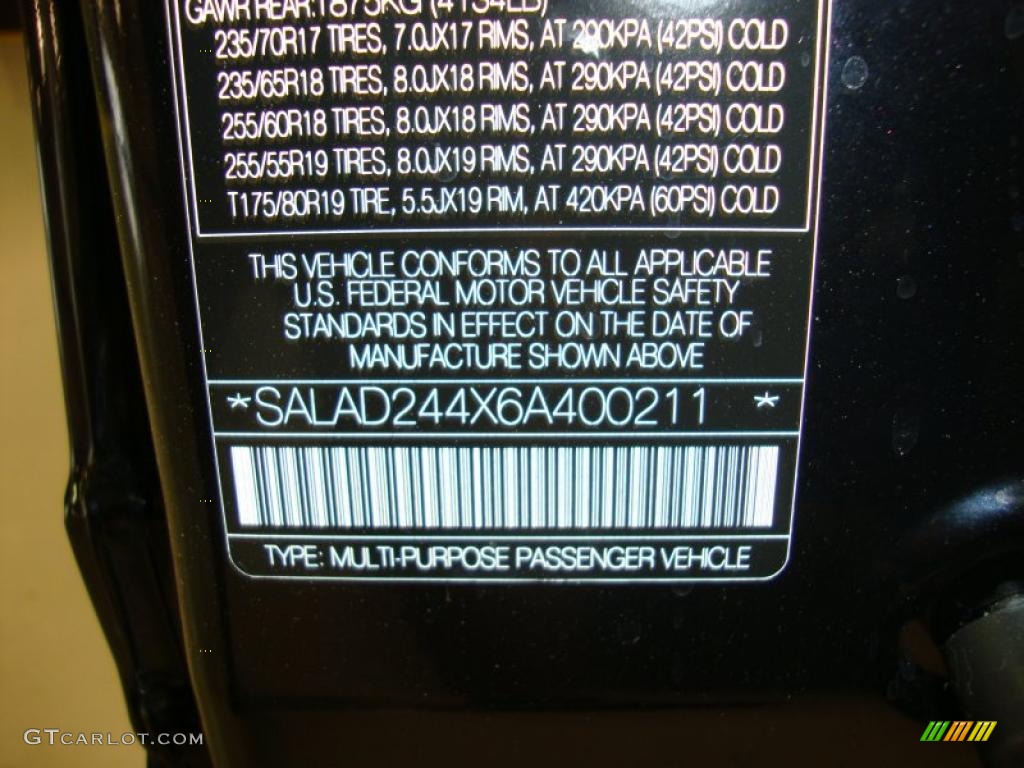 GAWR REAR:1875KG (4134LB)
235/70R17 TIRES, 7.0JX17 RIMS, AT 290KPA (42PSI) COLD
235/65R18 TIRES, 8.0JX18 RIMS, AT 290KPA (42PSI) COLD
255/60R18 TIRES, 8.0JX18 RIMS, AT 290KPA (42PSI) COLD
255/55R19 TIRES, 8.0JX19 RIMS, AT 290KPA (42PSI) COLD
T175/80R19 TIRE, 5.5JX19 RIM, AT 420KPA (60PSI) COLD
THIS VEHICLE CONFORMS TO ALL APPLICABLE
U.S. FEDERAL MOTOR VEHICLE SAFETY
STANDARDS IN EFFECT ON THE DATE OF
MANUFACTURE SHOWN ABOVE
*SALAD244X6A400211 *
TYPE: MULTI-PURPOSE PASSENGER VEHICLE
GTCARLOT.COM